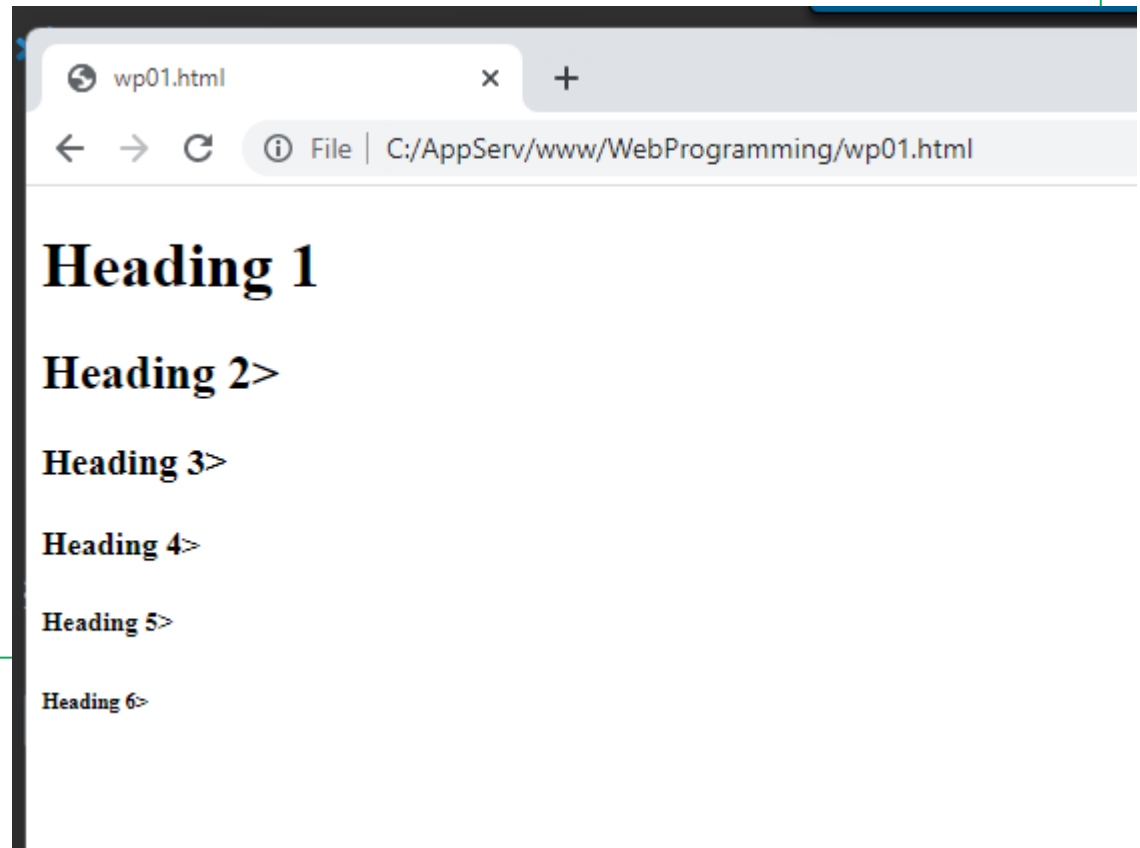 wp01.html
File C:/AppServ/www/WebProgramming/wp01.html
Heading 1
Heading 2>
Heading 3>
Heading 4>
Heading 5>
Heading 6>